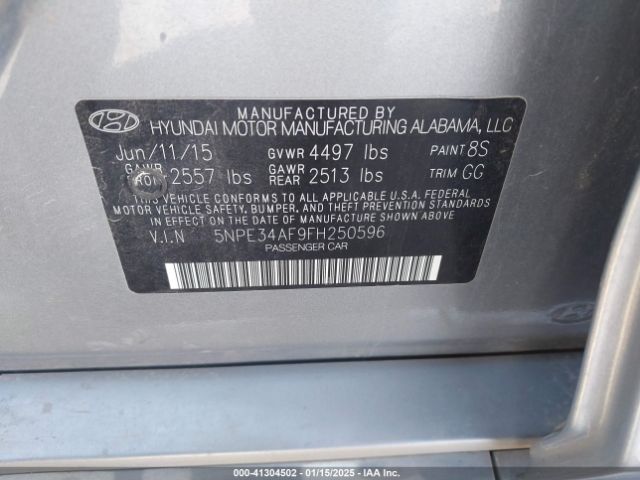 MANUFACTURED BY
HYUNDAI MOTOR MANUFACTURING ALABAMA, LLC
Jun/11/15 GVWR 4497 lbs PAINT 8S
GAWR 2557 lbs GAWR REAR 2513 lbs TRIM GG
THIS VEHICLE CONFORMS TO ALL APPLICABLE U.S.A. FEDERAL
MOTOR VEHICLE SAFETY, BUMPER, AND THEFT PREVENTION
STANDARDS IN EFFECT ON THE DATE OF MANUFACTURE SHOWN ABOVE
V.I.N 5NPE34AF9FH250596
PASSENGER CAR
000-41304502 - 01/15/2025 - IAA Inc.